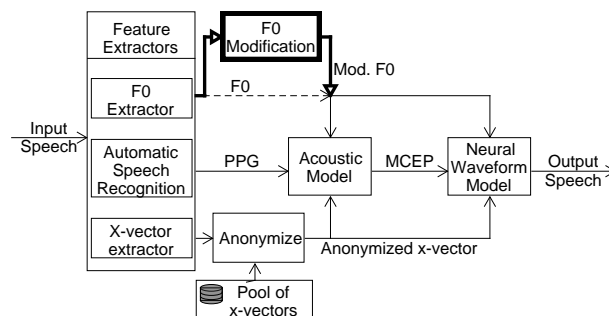 Feature
Extractors
F0
Modification
Mod. F0
F0
Extractor
F0
Input
Speech
Automatic
Speech
Recognition
PPG
Acoustic
Model
MCEP
Neural
Waveform
Model
Output
Speech
X-vector
extractor
Anonymize
Anonymized x-vector
Pool of
x-vectors